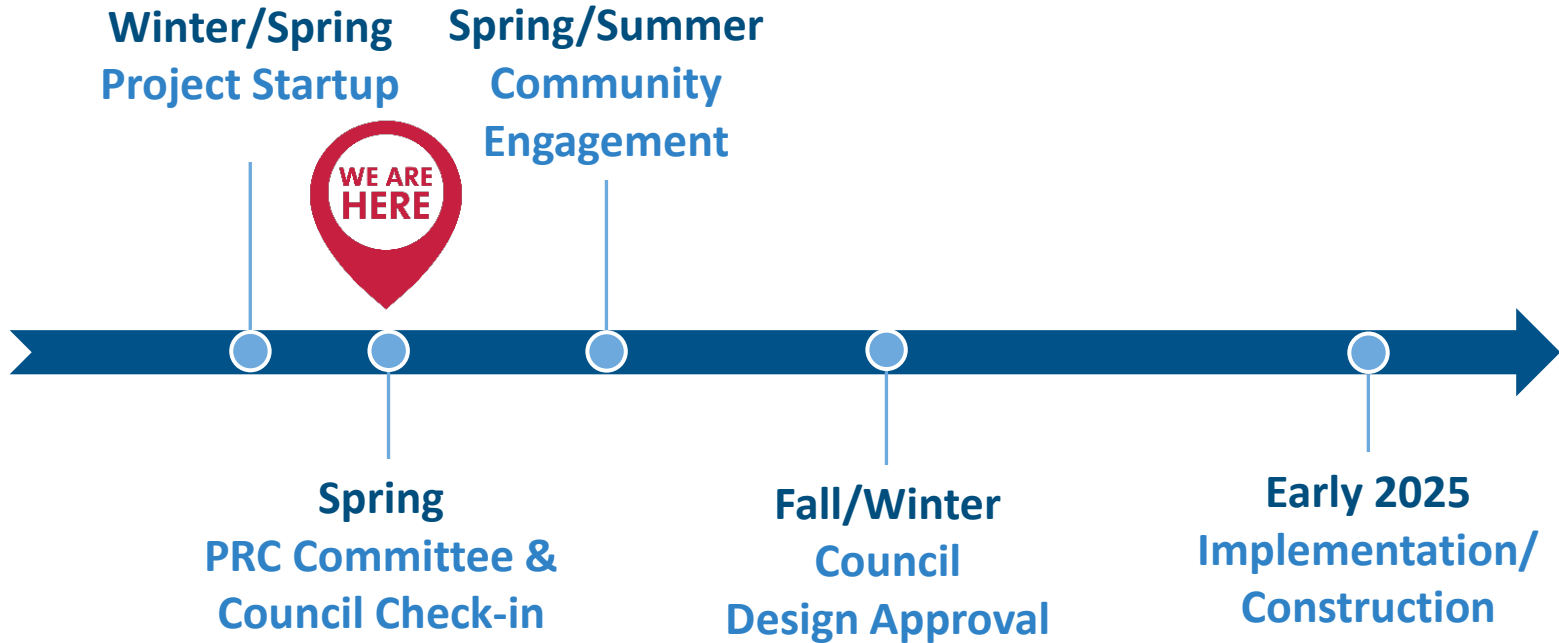 Winter/Spring
Project Startup
WE ARE
HERE
Spring/Summer
Community
Engagement
Spring
PRC Committee &
Council Check-in
Fall/Winter
Council
Design Approval
Early 2025
Implementation/
Construction